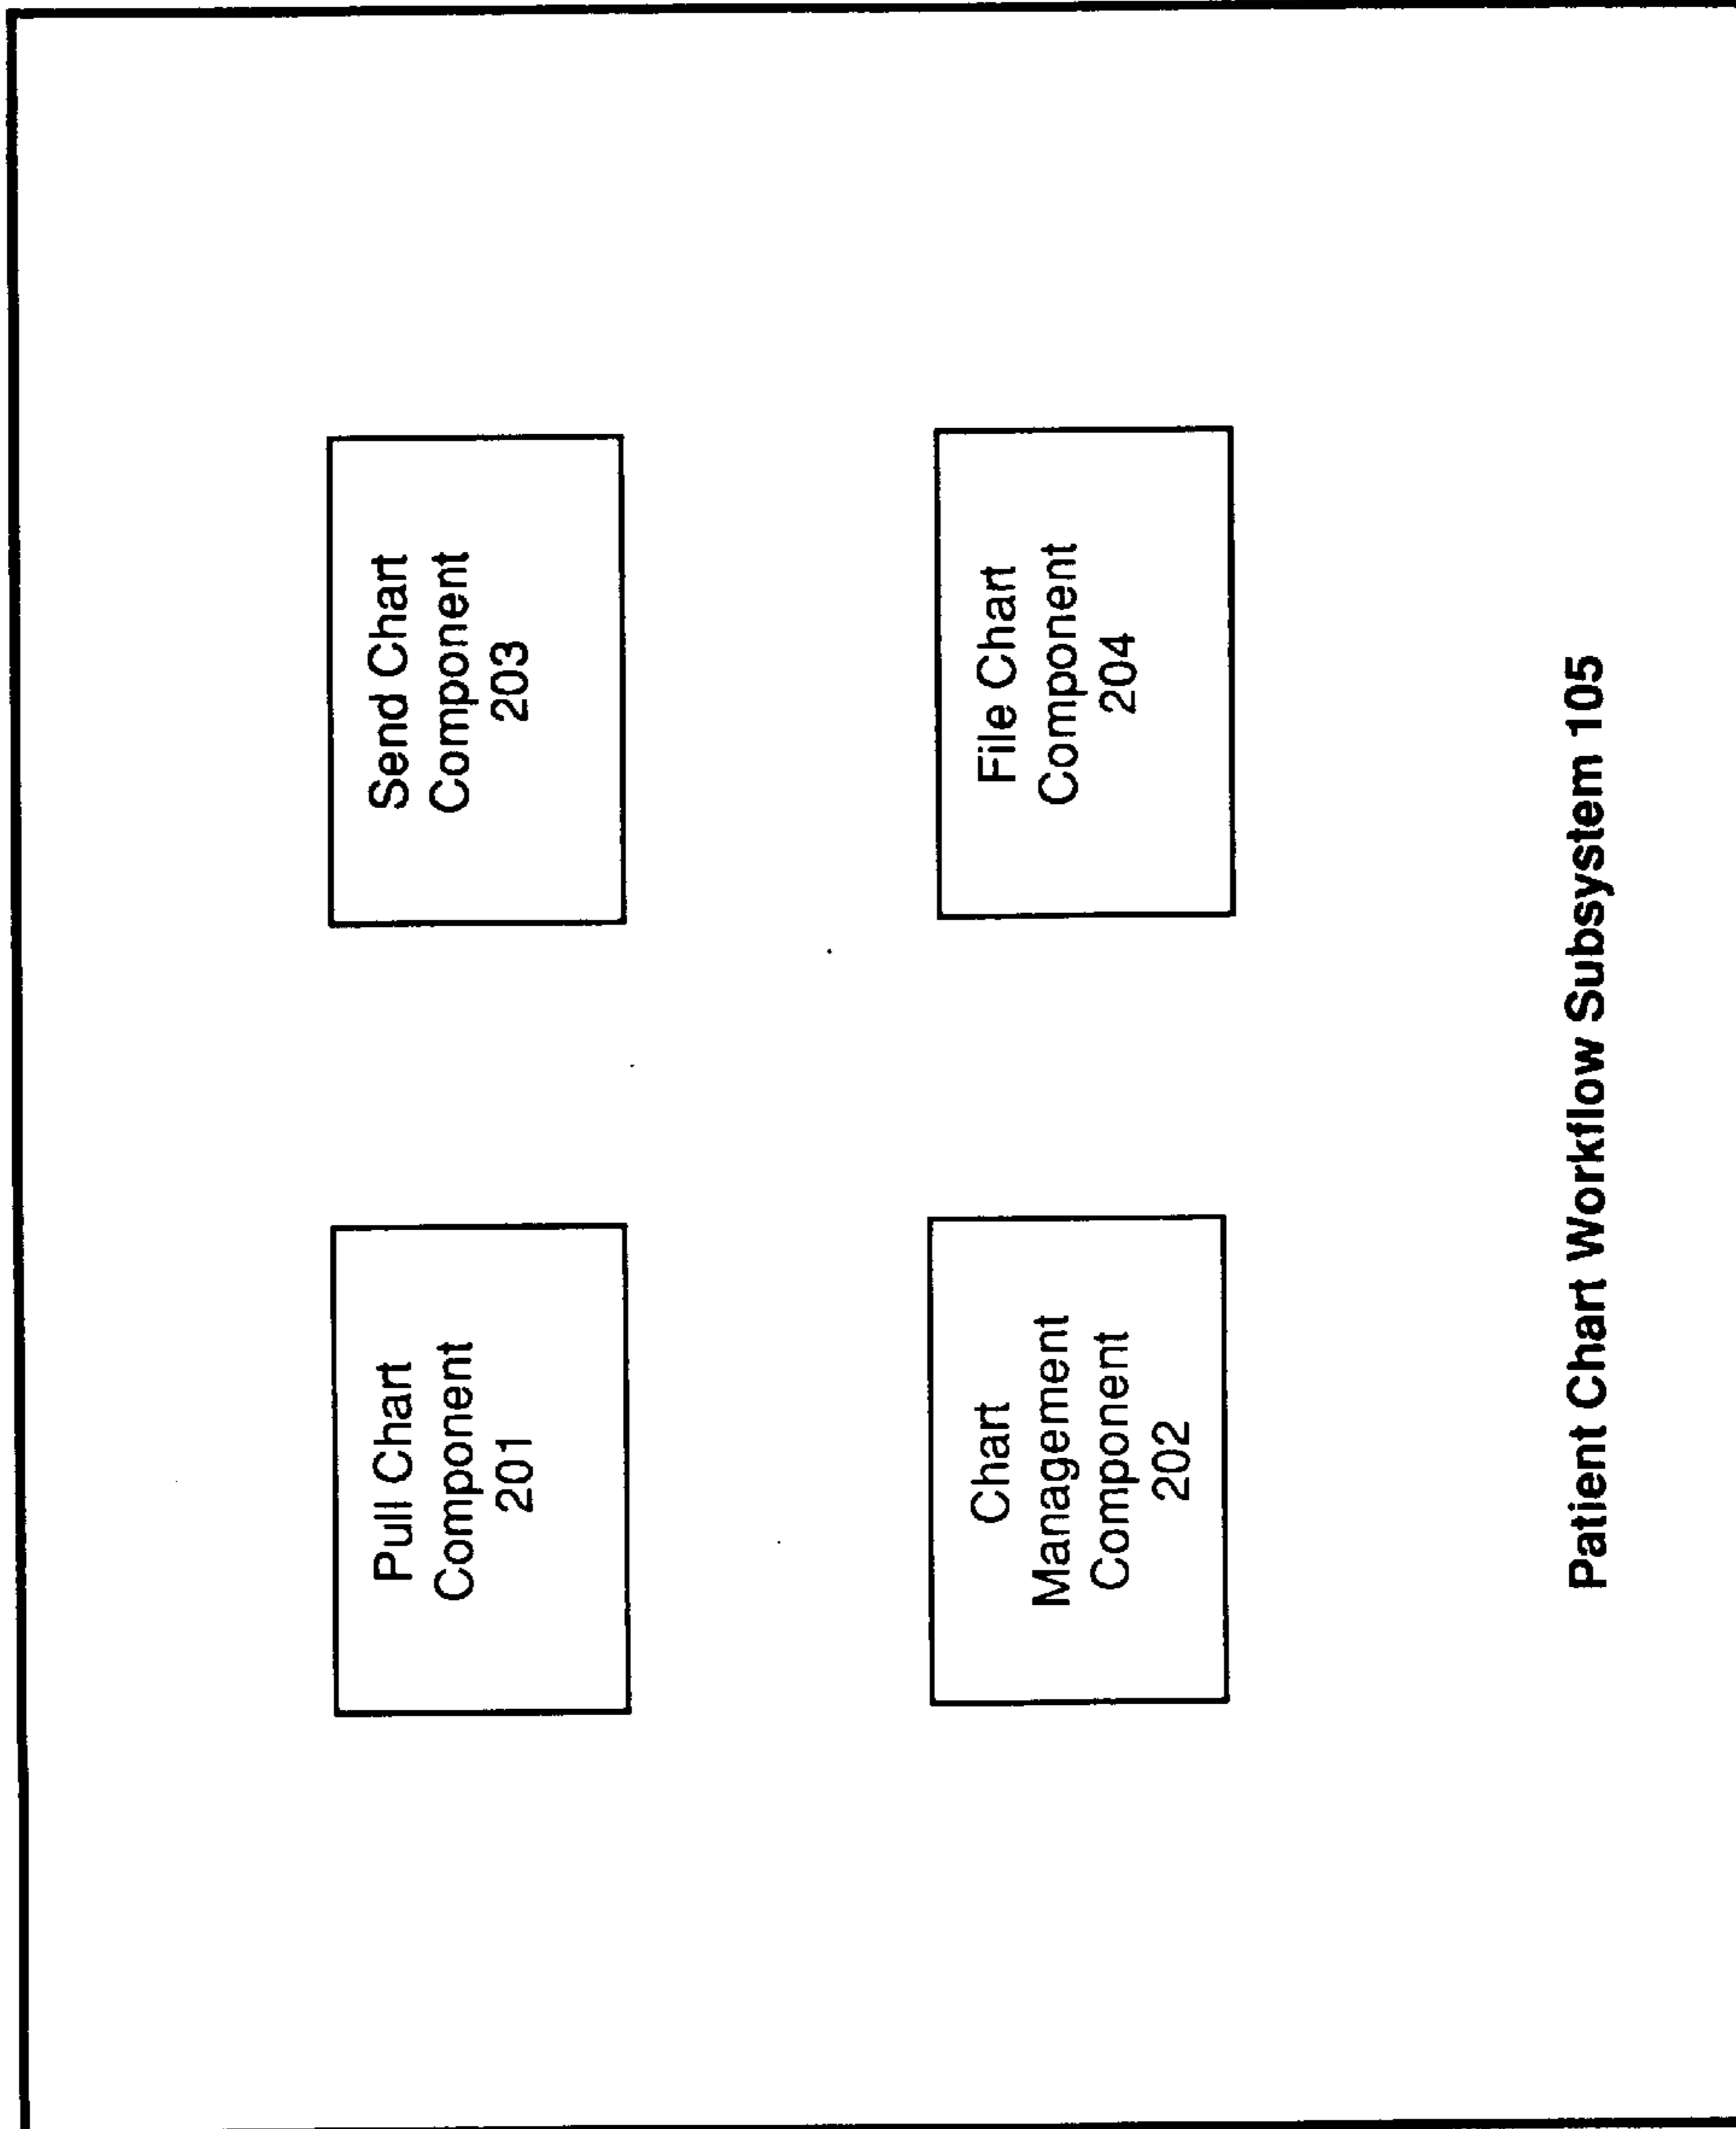 Pull Chart
Component
201
Send Chart
Component
203
Chart
Management
Component
202
File Chart
Component
204
Patient Chart Workflow Subsystem 105